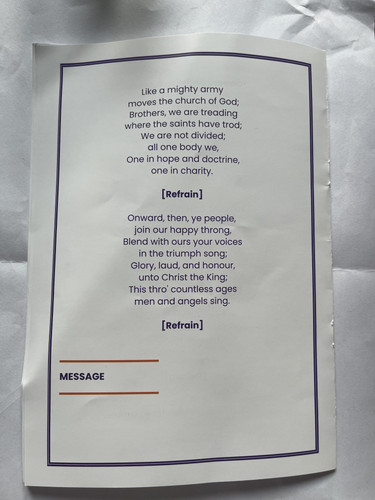 Like a mighty army
moves the church of God;
Brothers, we are treading
where the saints have trod;
We are not divided;
all one body we,
One in hope and doctrine,
one in charity.
[Refrain]
Onward, then, ye people,
join our happy throng,
Blend with ours your voices
in the triumph song;
Glory, laud, and honour,
unto Christ the King;
This thro' countless ages
men and angels sing.
[Refrain]
MESSAGE